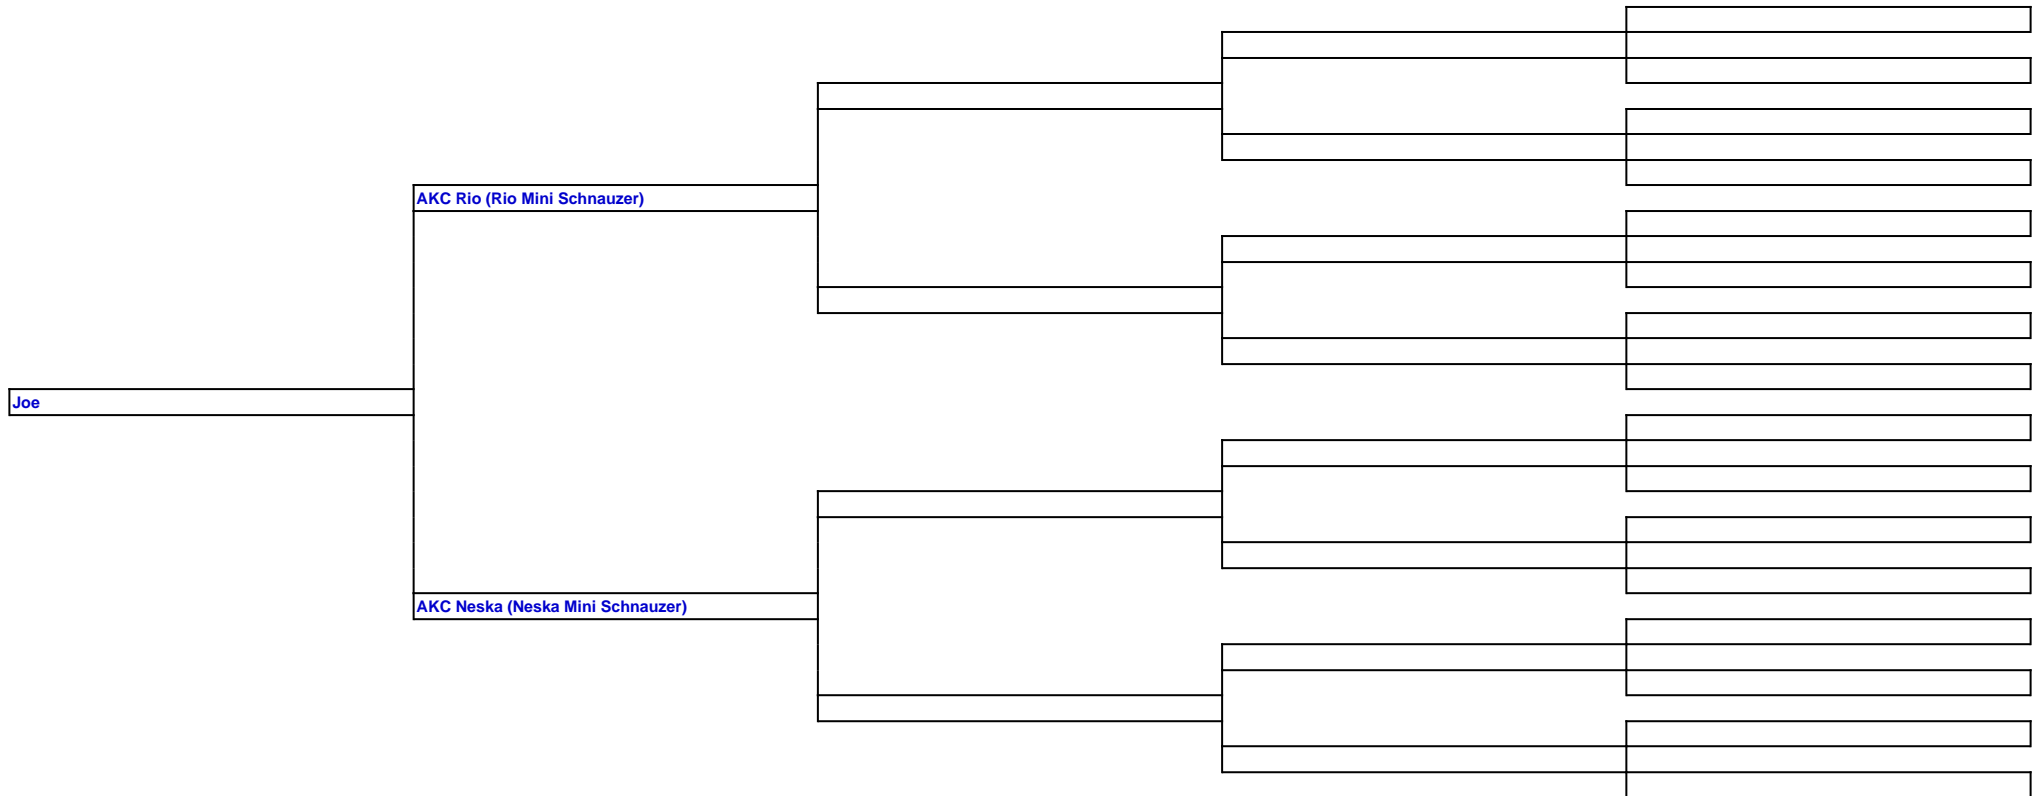 AKC Rio (Rio Mini Schnauzer)
Joe
AKC Neska (Neska Mini Schnauzer)